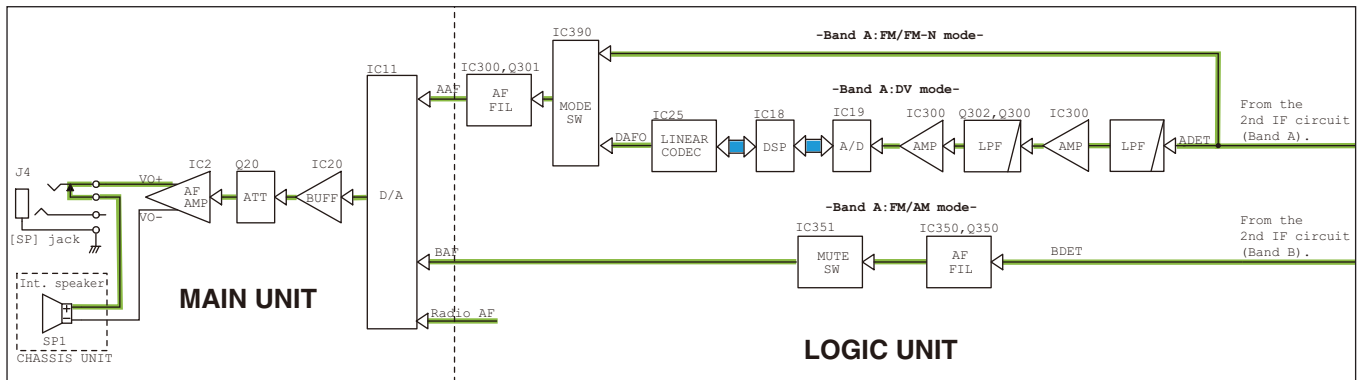 -Band A:FM/FM-N mode-
IC390
MODE
SW
IC300,Q301
AF
FIL
AAF
IC11
D/A
-Band A:DV mode-
DAFO
IC25
LINEAR
CODEC
IC18
DSP
IC19
A/D
IC300
AMP
Q302,Q300
LPF
IC300
AMP
LPF
ADET
From the
2nd IF circuit
(Band A).
J4
[SP] jack
VO+
VO-
IC2
AF
AMP
Q20
ATT
IC20
BUFF
-Band A:FM/AM mode-
BAF
IC351
MUTE
SW
IC350,Q350
AF
FIL
BDET
From the
2nd IF circuit
(Band B).
Radio AF
Int. speaker
+
-
SP1
CHASSIS UNIT
MAIN UNIT
LOGIC UNIT